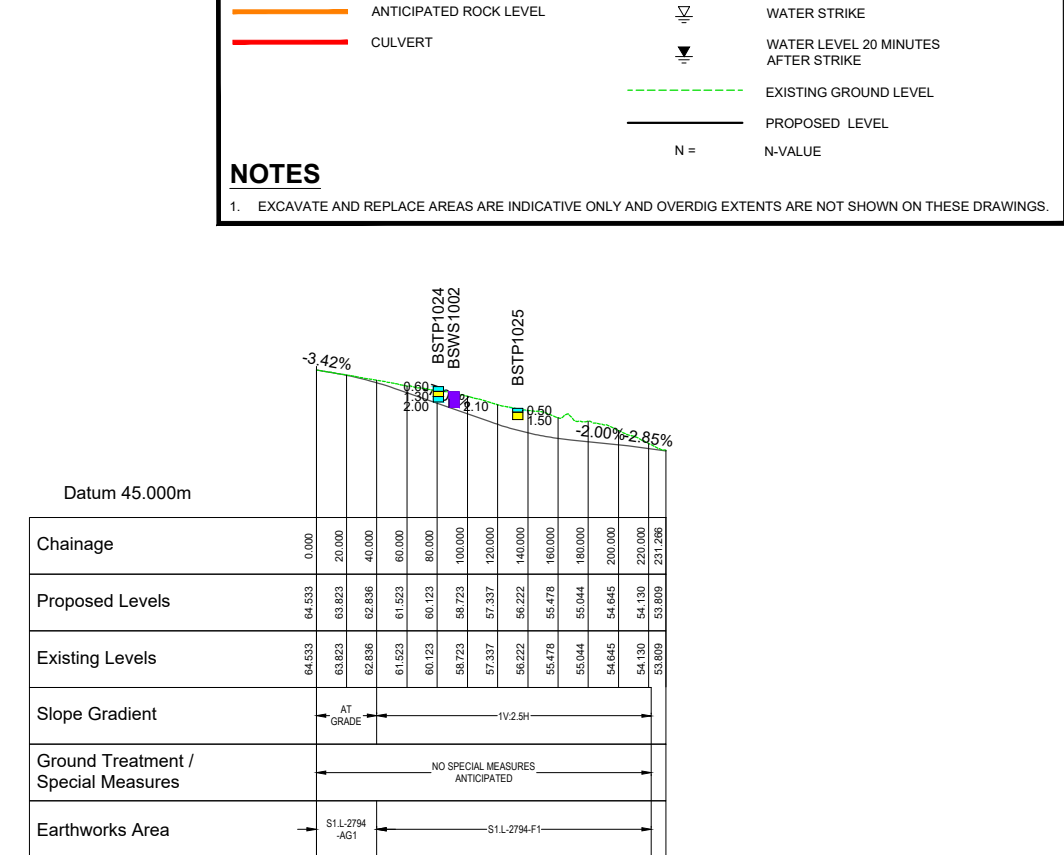 ANTICIPATED ROCK LEVEL
CULVERT
WATER STRIKE
WATER LEVEL 20 MINUTES
AFTER STRIKE
EXISTING GROUND LEVEL
PROPOSED LEVEL
N =
N-VALUE
NOTES
1. EXCAVATE AND REPLACE AREAS ARE INDICATIVE ONLY AND OVERDIG EXTENTS ARE NOT SHOWN ON THESE DRAWINGS.
BSTP1024
BSWS1002
BSTP1025
-3.42%
0.60
1.30
2.00
2.10
0.50
1.50
-2.00%
-2.85%
Datum 45.000m
Chainage 0.000 20.000 40.000 60.000 80.000 100.000 120.000 140.000 160.000 180.000 200.000 220.000 231.266
Proposed Levels 64.533 63.823 62.836 61.523 60.123 58.723 57.337 56.222 55.478 55.044 54.645 54.130 53.809
Existing Levels 64.533 63.823 62.836 61.523 60.123 58.723 57.337 56.222 55.478 55.044 54.645 54.130 53.809
Slope Gradient
AT
GRADE
1V:2.5H
Ground Treatment /
Special Measures
NO SPECIAL MEASURES
ANTICIPATED
Earthworks Area
S1.L-2794
-AG1
S1.L-2794-F1